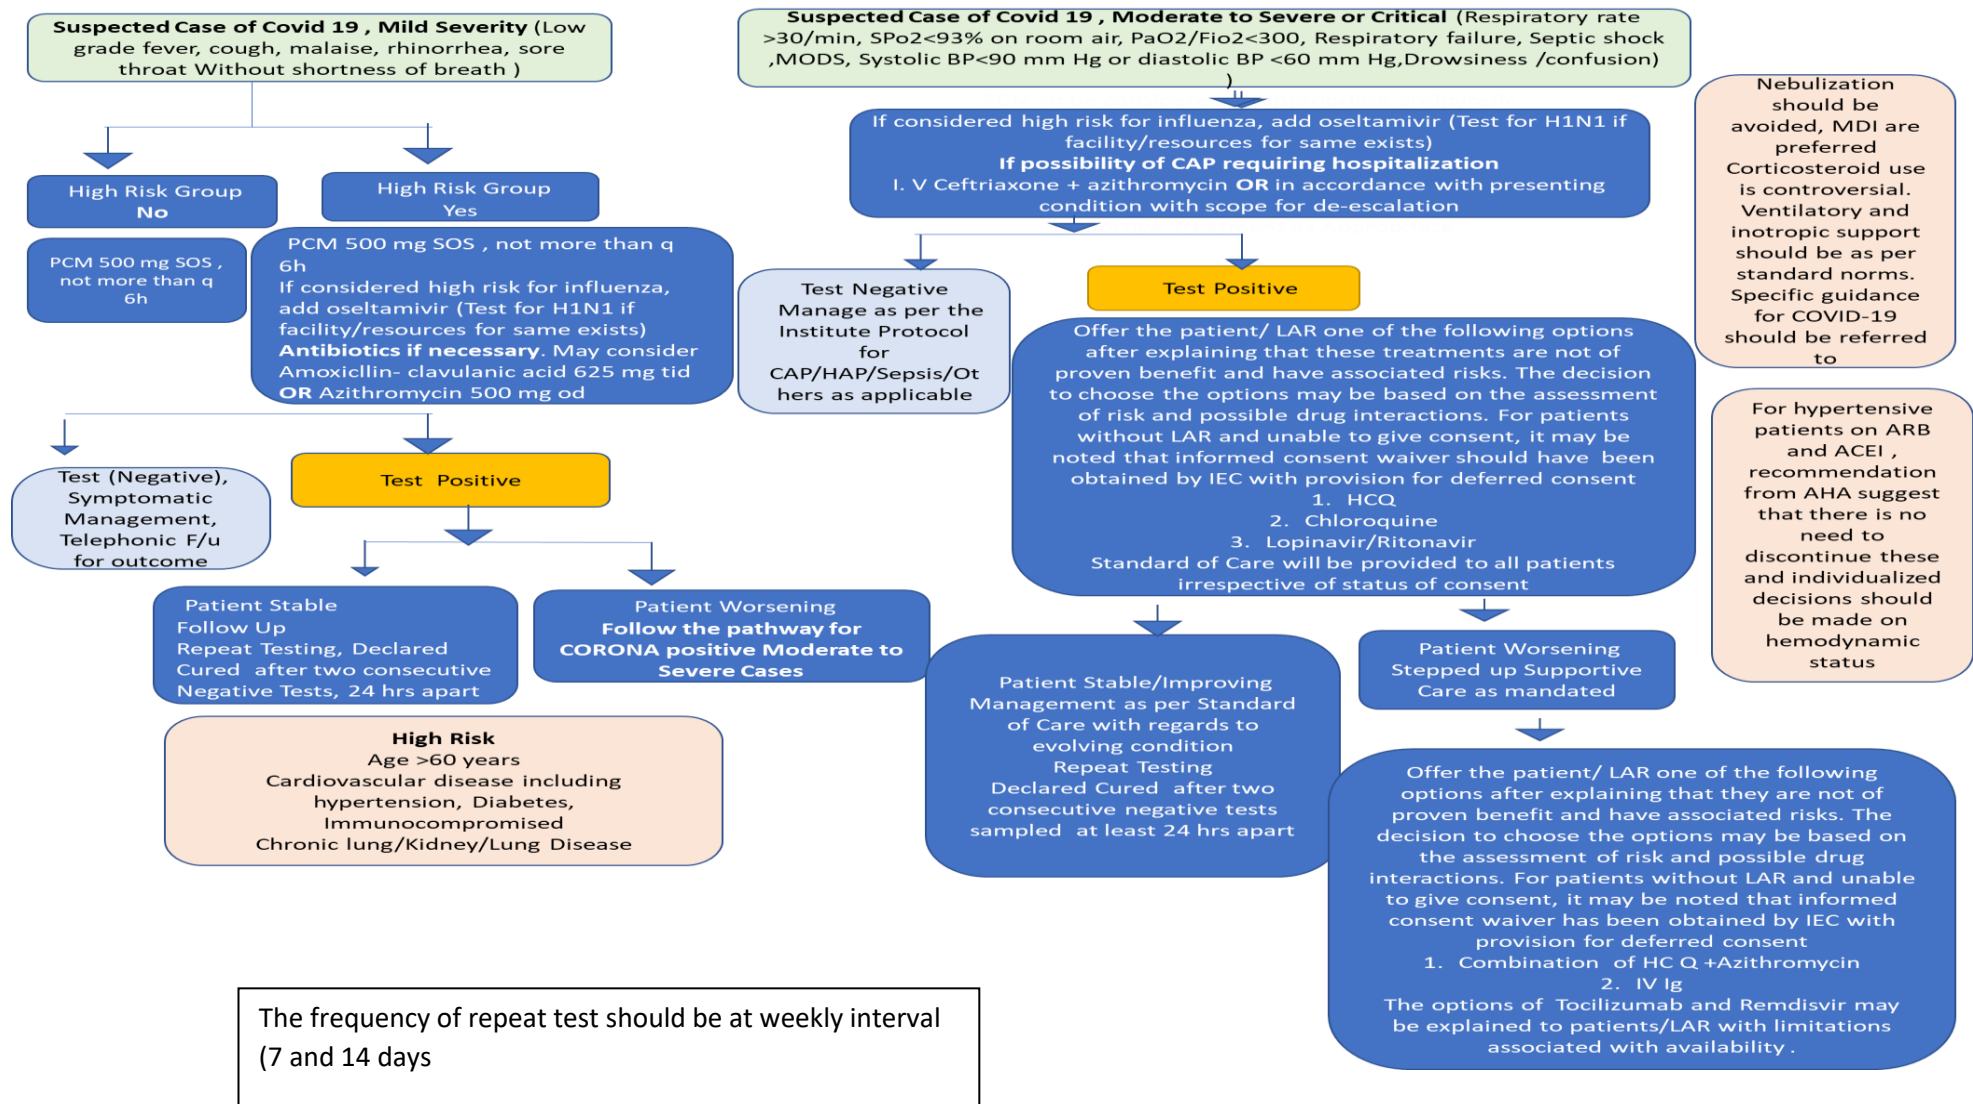 Suspected Case of Covid 19 , Mild Severity (Low
grade fever, cough, malaise, rhinorrhea, sore
throat Without shortness of breath )
High Risk Group
No
High Risk Group
Yes
PCM 500 mg SOS ,
not more than q
6h
PCM 500 mg SOS , not more than q
6h
If considered high risk for influenza,
add oseltamivir (Test for H1N1 if
facility/resources for same exists)
Antibiotics if necessary. May consider
Amoxicllin- clavulanic acid 625 mg tid
OR Azithromycin 500 mg od
Test (Negative),
Symptomatic
Management,
Telephonic F/u
for outcome
Test Positive
Patient Stable
Follow Up
Repeat Testing, Declared
Cured after two consecutive
Negative Tests, 24 hrs apart
Patient Worsening
Follow the pathway for
CORONA positive Moderate to
Severe Cases
High Risk
Age >60 years
Cardiovascular disease including
hypertension, Diabetes,
Immunocompromised
Chronic lung/Kidney/Lung Disease
The frequency of repeat test should be at weekly interval
(7 and 14 days
Suspected Case of Covid 19 , Moderate to Severe or Critical (Respiratory rate
>30/min, SPo2<93% on room air, PaO2/Fio2<300, Respiratory failure, Septic shock
,MODS, Systolic BP<90 mm Hg or diastolic BP <60 mm Hg,Drowsiness /confusion)
)
If considered high risk for influenza, add oseltamivir (Test for H1N1 if
facility/resources for same exists)
If possibility of CAP requiring hospitalization
I. V Ceftriaxone + azithromycin OR in accordance with presenting
condition with scope for de-escalation
Test Negative
Manage as per the
Institute Protocol
for
CAP/HAP/Sepsis/Ot
hers as applicable
Test Positive
Offer the patient/ LAR one of the following options
after explaining that these treatments are not of
proven benefit and have associated risks. The decision
to choose the options may be based on the assessment
of risk and possible drug interactions. For patients
without LAR and unable to give consent, it may be
noted that informed consent waiver should have been
obtained by IEC with provision for deferred consent
1. HCQ
2. Chloroquine
3. Lopinavir/Ritonavir
Standard of Care will be provided to all patients
irrespective of status of consent
Patient Stable/Improving
Management as per Standard
of Care with regards to
evolving condition
Repeat Testing
Declared Cured after two
consecutive negative tests
sampled at least 24 hrs apart
Patient Worsening
Stepped up Supportive
Care as mandated
Offer the patient/ LAR one of the following
options after explaining that they are not of
proven benefit and have associated risks. The
decision to choose the options may be based on
the assessment of risk and possible drug
interactions. For patients without LAR and unable
to give consent, it may be noted that informed
consent waiver has been obtained by IEC with
provision for deferred consent
1. Combination of HC Q +Azithromycin
2. IV Ig
The options of Tocilizumab and Remdisvir may
be explained to patients/LAR with limitations
associated with availability .
Nebulization
should be
avoided, MDI are
preferred
Corticosteroid use
is controversial.
Ventilatory and
inotropic support
should be as per
standard norms.
Specific guidance
for COVID-19
should be referred
to
For hypertensive
patients on ARB
and ACEI ,
recommendation
from AHA suggest
that there is no
need to
discontinue these
and individualized
decisions should
be made on
hemodynamic
status